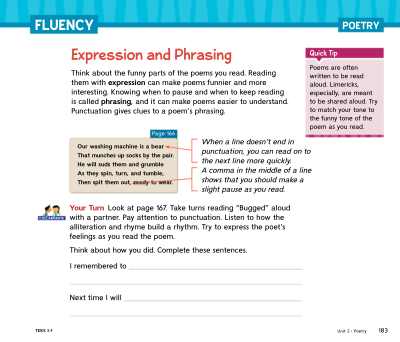 FLUENCY
POETRY
Expression and Phrasing
Think about the funny parts of the poems you read. Reading
them with expression can make poems funnier and more
interesting. Knowing when to pause and when to keep reading
is called phrasing, and it can make poems easier to understand.
Punctuation gives clues to a poem's phrasing.
Quick Tip
Poems are often
written to be read
aloud. Limericks,
especially, are meant
to be shared aloud. Try
to match your tone to
the funny tone of the
poem as you read.
Page 166
Our washing machine is a bear
That munches up socks by the pair.
He will suds them and grumble
As they spin, turn, and tumble,
Then spit them out, ready to wear.
When a line doesn't end in
punctuation, you can read on to
the next line more quickly.
A comma in the middle of a line
shows that you should make a
slight pause as you read.
COLLABORATE
Your Turn Look at page 167. Take turns reading "Bugged" aloud
with a partner. Pay attention to punctuation. Listen to how the
alliteration and rhyme build a rhythm. Try to express the poet's
feelings as you read the poem.
Think about how you did. Complete these sentences.
I remembered to
Next time I will
TEKS 3.4
Unit 2 - Poetry 183